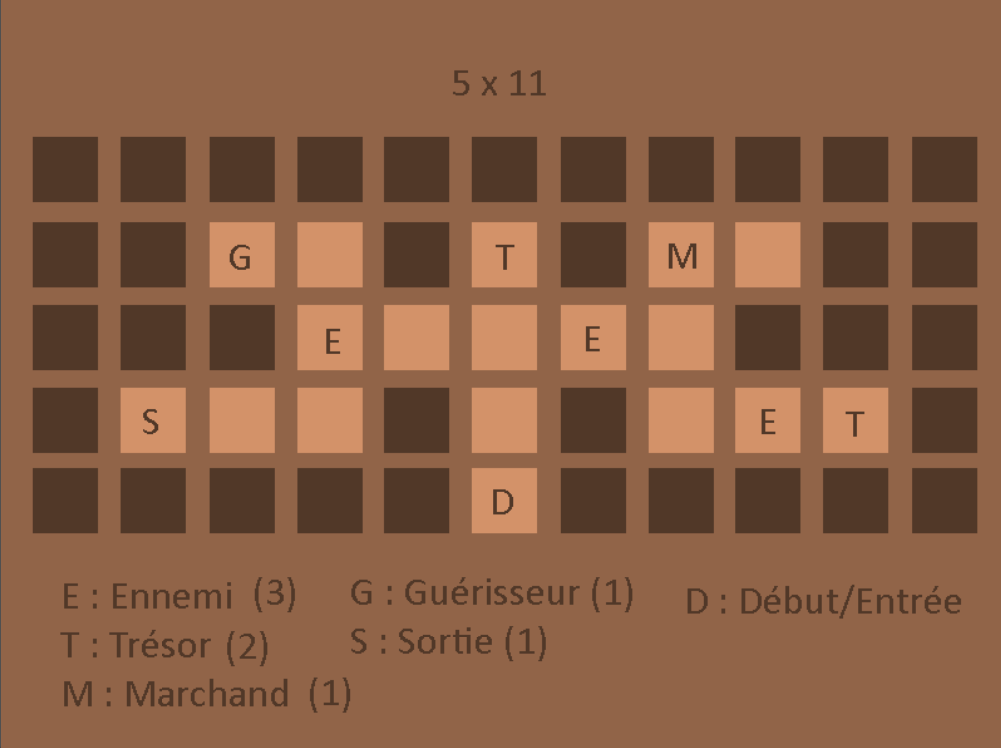 5 x 11
G T M
E E
S E T
D
E : Ennemi (3) G : Guérisseur (1) D : Début/Entrée
T : Trésor (2) S : Sortie (1)
M : Marchand (1)